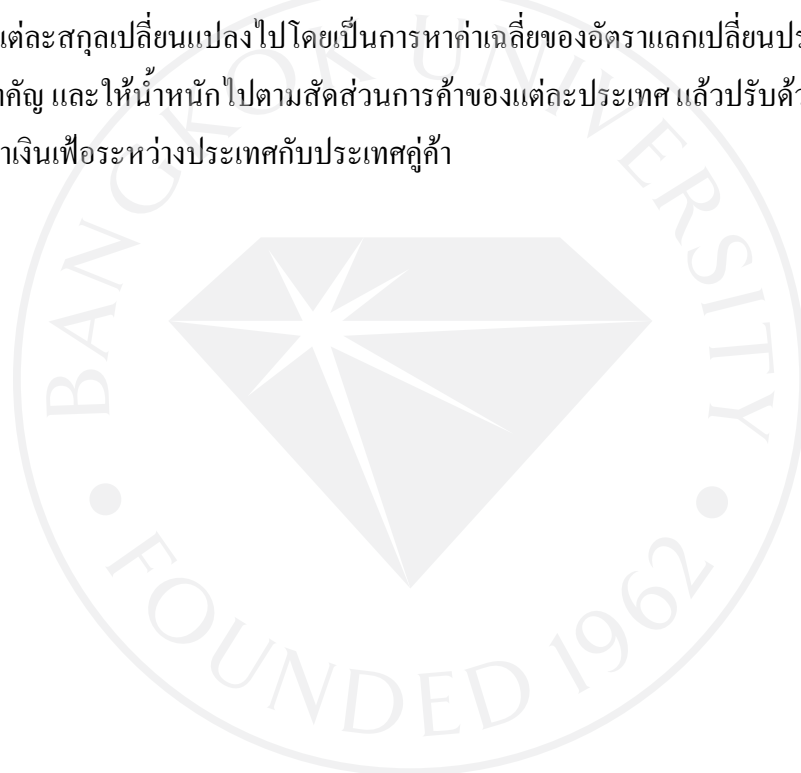 แต่ละสกุลเปลี่ยนแปลงไปโดยเป็นการหาค่าเฉลี่ยของอัตราแลกเปลี่ยนประ
คัญ และให้น้ำหนักไปตามสัดส่วนการค้าของแต่ละประเทศ แล้วปรับด้ว
าเงินเฟ้อระหว่างประเทศกับประเทศคู่ค้า
BANGKOK UNIVERSITY
• FOUNDED 1962 •